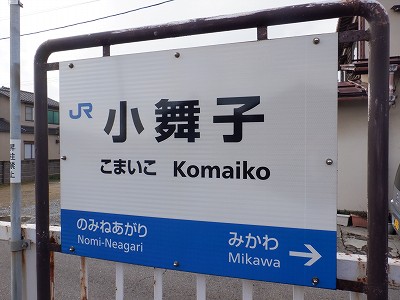 JR 小舞子
こまいこ Komaiko
のみねあがり みかわ →
Nomi-Neagari Mikawa